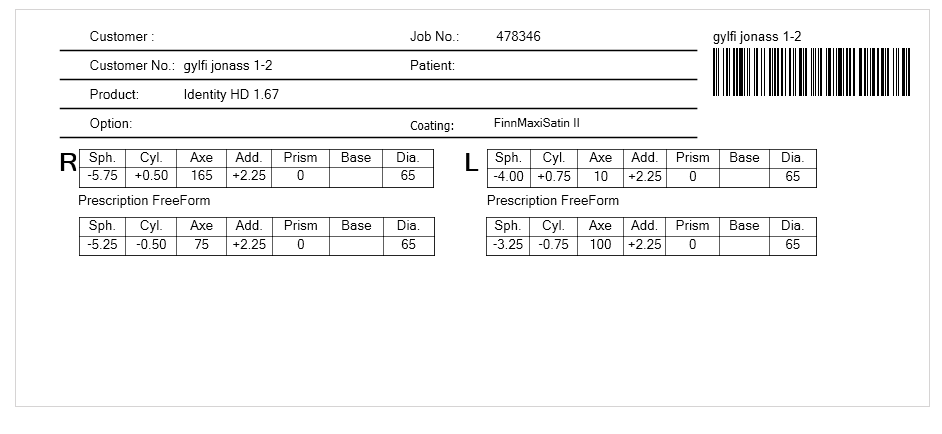 Customer : Job No.: 478346 gylfi jonass 1-2
Customer No.: gylfi jonass 1-2 Patient:
Product: Identity HD 1.67
Option: Coating: FinnMaxiSatin II
R Sph. Cyl. Axe Add. Prism Base Dia. L Sph. Cyl. Axe Add. Prism Base Dia.
-5.75 +0.50 165 +2.25 0 65 -4.00 +0.75 10 +2.25 0 65
Prescription FreeForm Prescription FreeForm
Sph. Cyl. Axe Add. Prism Base Dia. Sph. Cyl. Axe Add. Prism Base Dia.
-5.25 -0.50 75 +2.25 0 65 -3.25 -0.75 100 +2.25 0 65